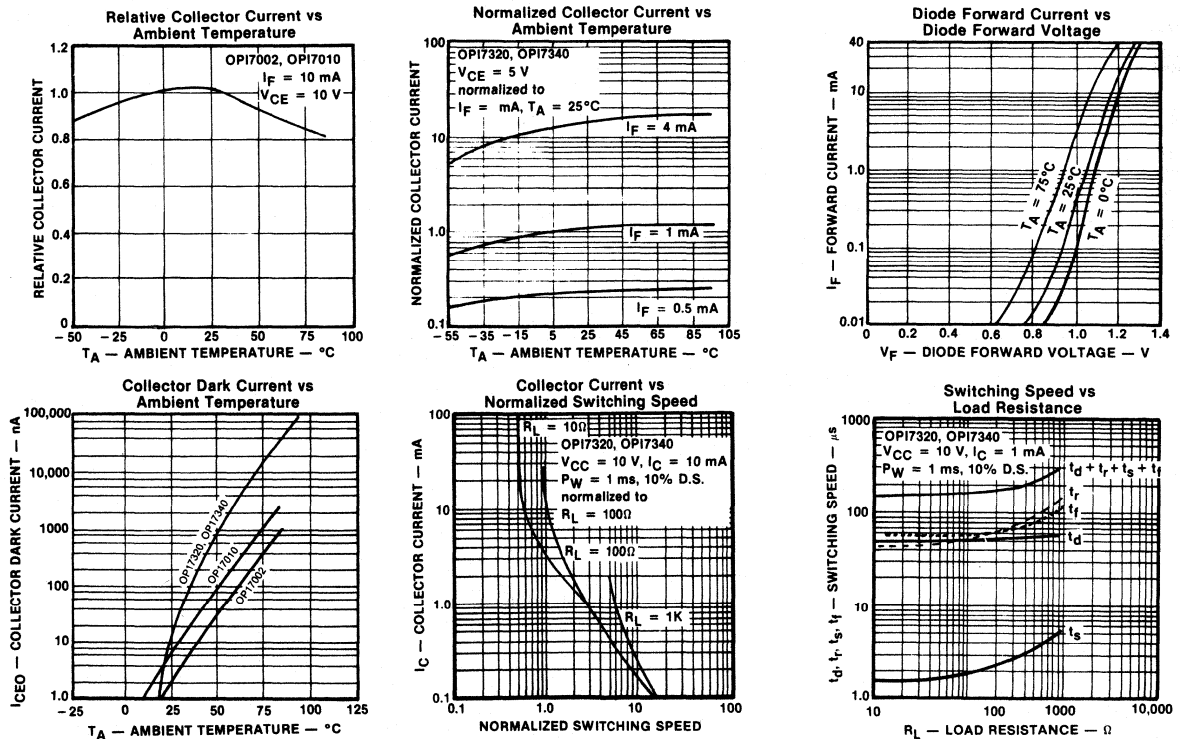 Relative Collector Current vs
Ambient Temperature
RELATIVE COLLECTOR CURRENT
1.2
1.0
0.8
0.6
0.4
0.2
0
OPI7002, OPI7010
IF = 10 mA
VCE = 10 V
−50 −25 0 25 50 75 100
TA — AMBIENT TEMPERATURE — °C
Normalized Collector Current vs
Ambient Temperature
NORMALIZED COLLECTOR CURRENT
100
10
1.0
0.1
OPI7320, OPI7340
VCE = 5 V
normalized to
IF = mA, TA = 25°C
IF = 4 mA
IF = 1 mA
IF = 0.5 mA
−55 −35 −15 5 25 45 65 85 105
TA — AMBIENT TEMPERATURE — °C
Diode Forward Current vs
Diode Forward Voltage
IF — FORWARD CURRENT — mA
40
10
1.0
0.1
0.01
TA = 75°C
TA = 25°C
TA = 0°C
0 0.2 0.4 0.6 0.8 1.0 1.2 1.4
VF — DIODE FORWARD VOLTAGE — V
Collector Dark Current vs
Ambient Temperature
ICEO — COLLECTOR DARK CURRENT — nA
100,000
10,000
1000
100
10
1.0
OPI7320, OPI7340
OPI7010
OPI7002
−25 0 25 50 75 100 125
TA — AMBIENT TEMPERATURE — °C
Collector Current vs
Normalized Switching Speed
IC — COLLECTOR CURRENT — mA
100
10
1.0
0.1
RL = 10Ω
OPI7320, OPI7340
VCC = 10 V, IC = 10 mA
PW = 1 ms, 10% D.S.
normalized to
RL = 100Ω
RL = 100Ω
RL = 1K
0.1 1.0 10 100
NORMALIZED SWITCHING SPEED
Switching Speed vs
Load Resistance
td, tr, ts, tf — SWITCHING SPEED — μs
1000
100
10
1.0
OPI7320, OPI7340
VCC = 10 V, IC = 1 mA
PW = 1 ms, 10% D.S.
td + tr + ts + tf
tr
tf
td
ts
10 100 1000 10,000
RL — LOAD RESISTANCE — Ω